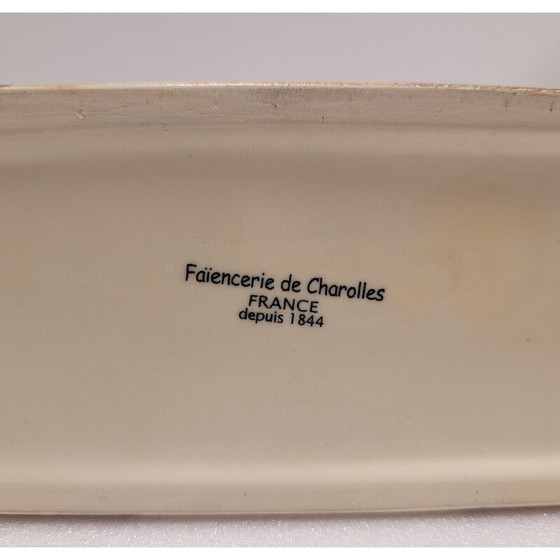 Faïencerie de Charolles
FRANCE
depuis 1844